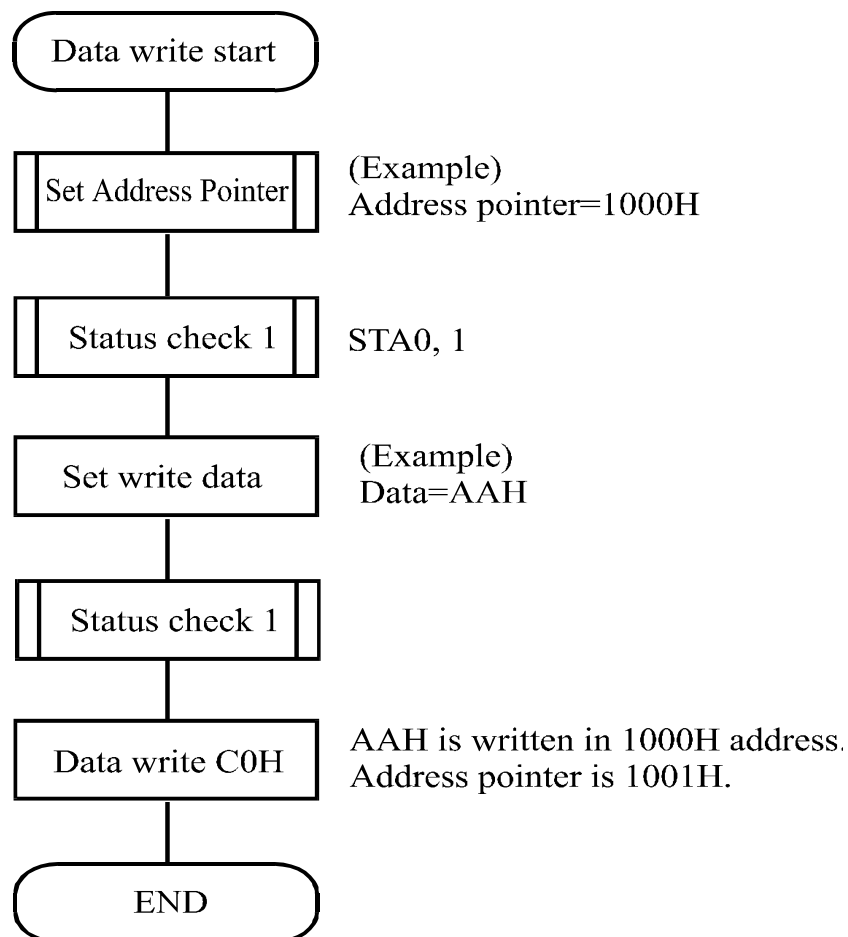 Data write start
Set Address Pointer
(Example)
Address pointer=1000H
Status check 1
STA0, 1
Set write data
(Example)
Data=AAH
Status check 1
Data write C0H
AAH is written in 1000H address.
Address pointer is 1001H.
END